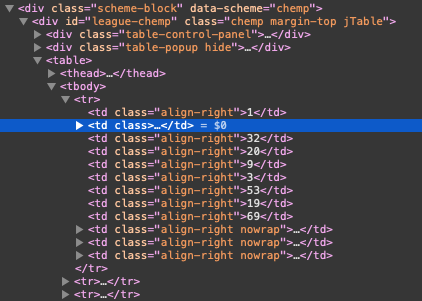 ▼<div class="scheme-block" data-scheme="chemp">
▼<div id="league-chemp" class="chemp margin-top jTable">
▶<div class="table-control-panel">…</div>
▶<div class="table-popup hide">…</div>
▼<table>
▶<thead>…</thead>
▼<tbody>
▼<tr>
<td class="align-right">1</td>
▶<td class>…</td> = $0
<td class="align-right">32</td>
<td class="align-right">20</td>
<td class="align-right">9</td>
<td class="align-right">3</td>
<td class="align-right">53</td>
<td class="align-right">19</td>
<td class="align-right">69</td>
▶<td class="align-right nowrap">…</td>
▶<td class="align-right nowrap">…</td>
▶<td class="align-right nowrap">…</td>
</tr>
▶<tr>…</tr>
▶<tr>…</tr>